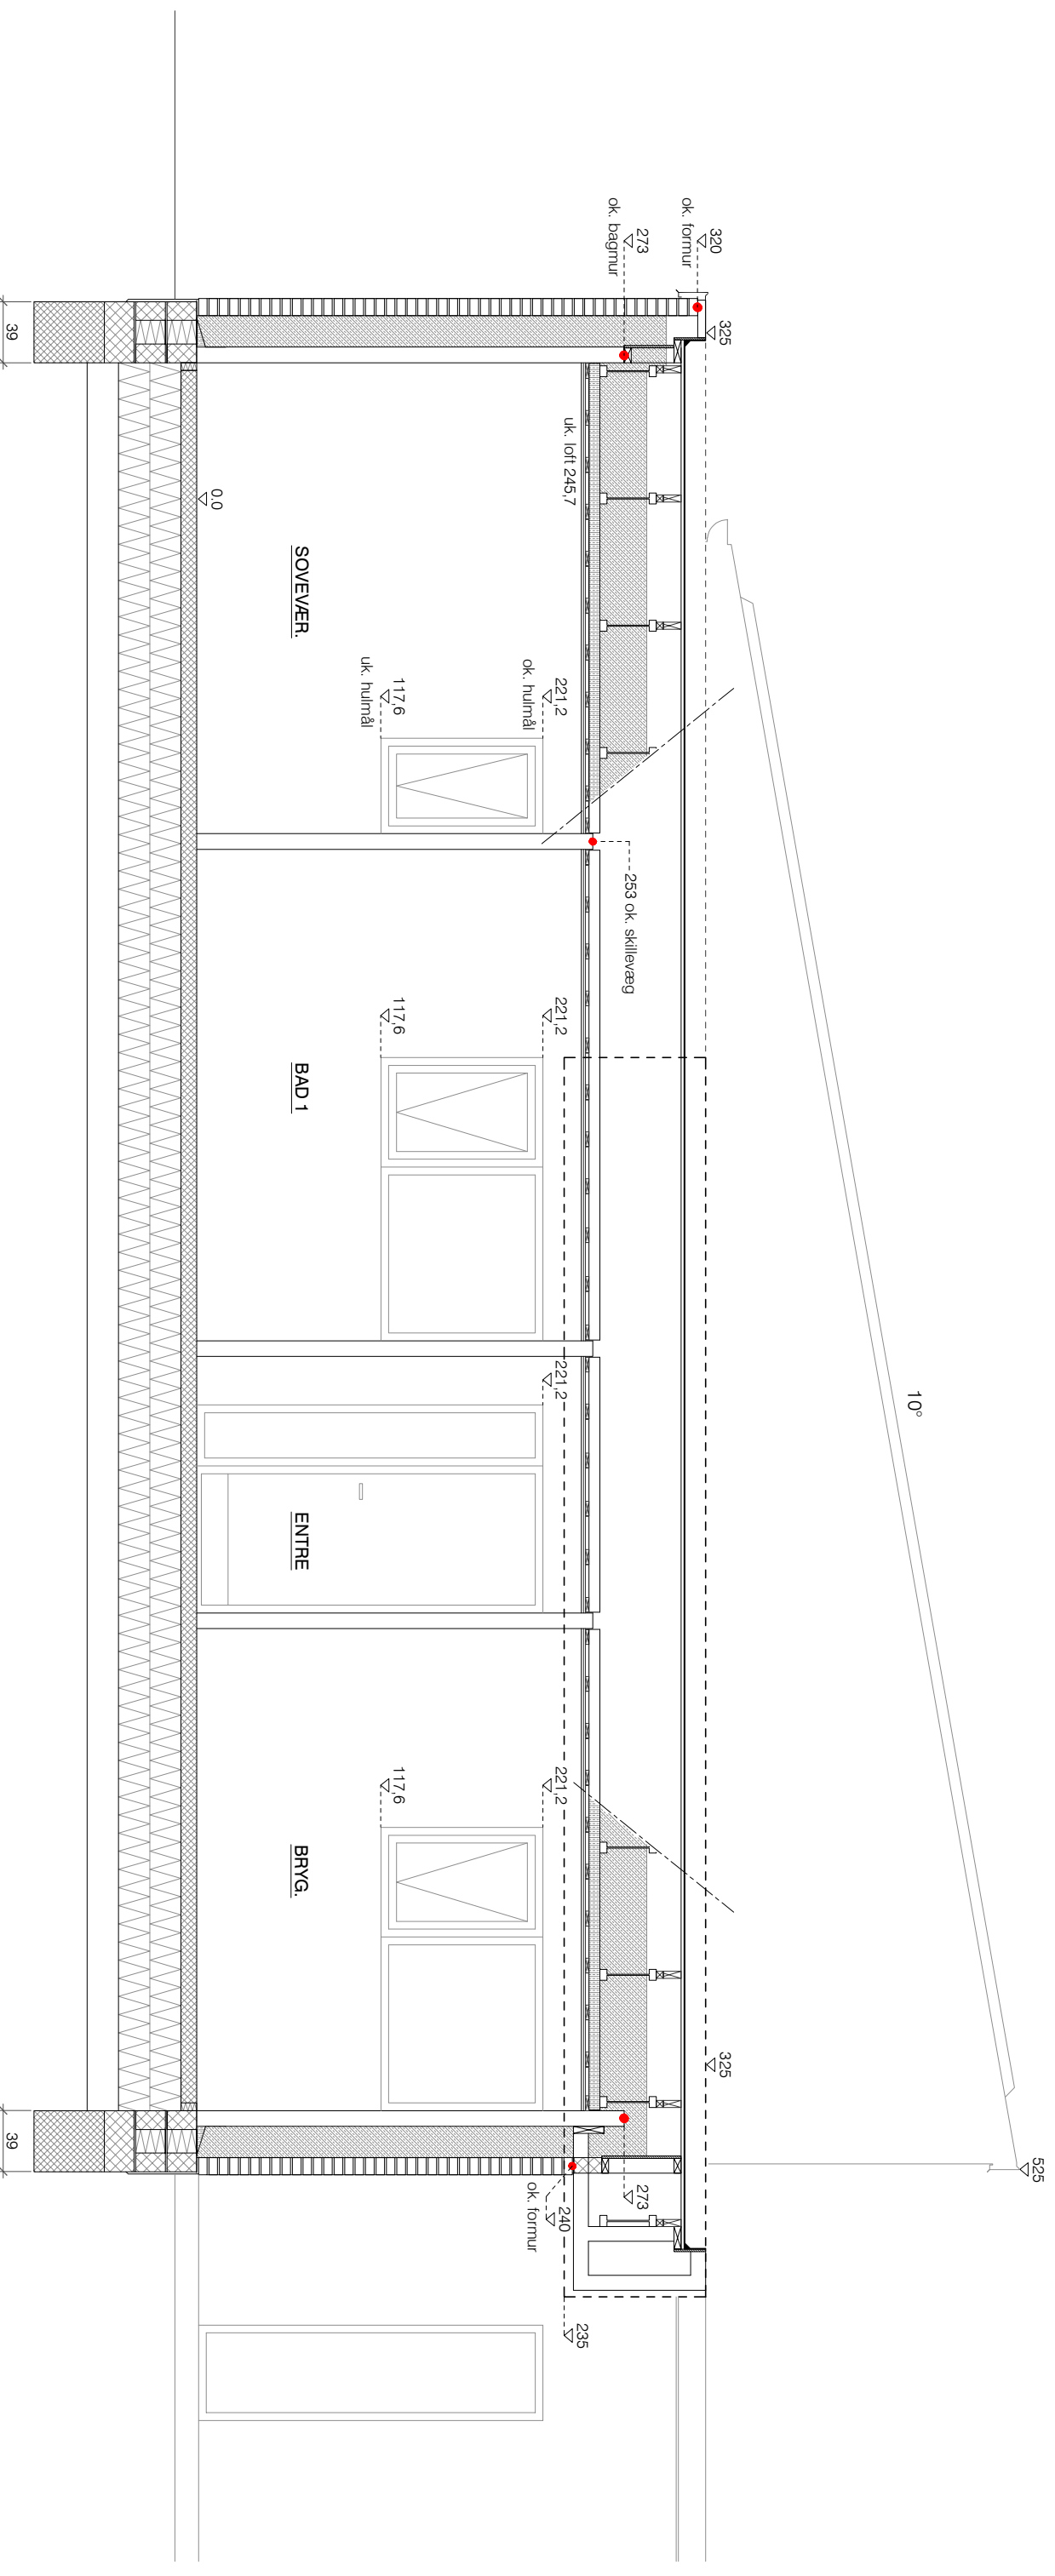 10°
525
320
ok. formur
325
325
273
ok. bagmur
273
253 ok. skillevæg
uk. loft 245,7
240
ok. formur
235
221,2
ok. hulmål
221,2
221,2
221,2
117,6
uk. hulmål
117,6
117,6
SOVEVÆR.
BAD 1
ENTRE
BRYG.
0.0
39
39